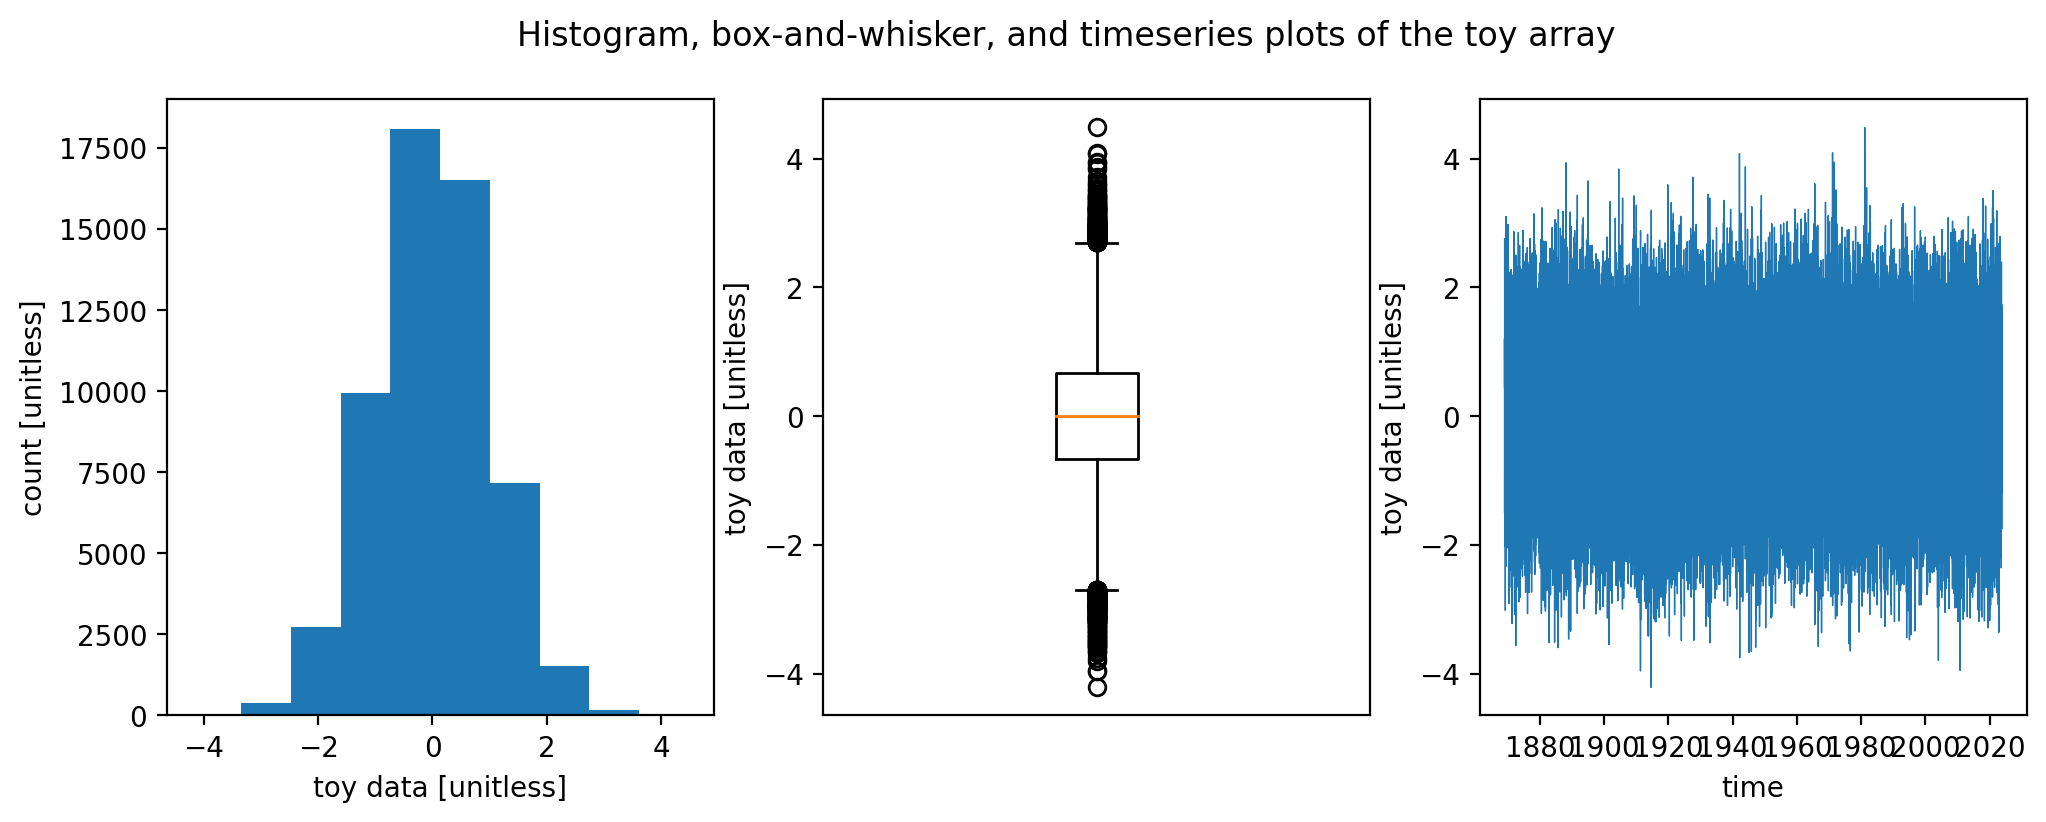 Histogram, box-and-whisker, and timeseries plots of the toy array
count [unitless]
17500
15000
12500
10000
7500
5000
2500
0
−4 −2 0 2 4
toy data [unitless]
toy data [unitless]
4
2
0
−2
−4
toy data [unitless]
4
2
0
−2
−4
1880 1900 1920 1940 1960 1980 2000 2020
time